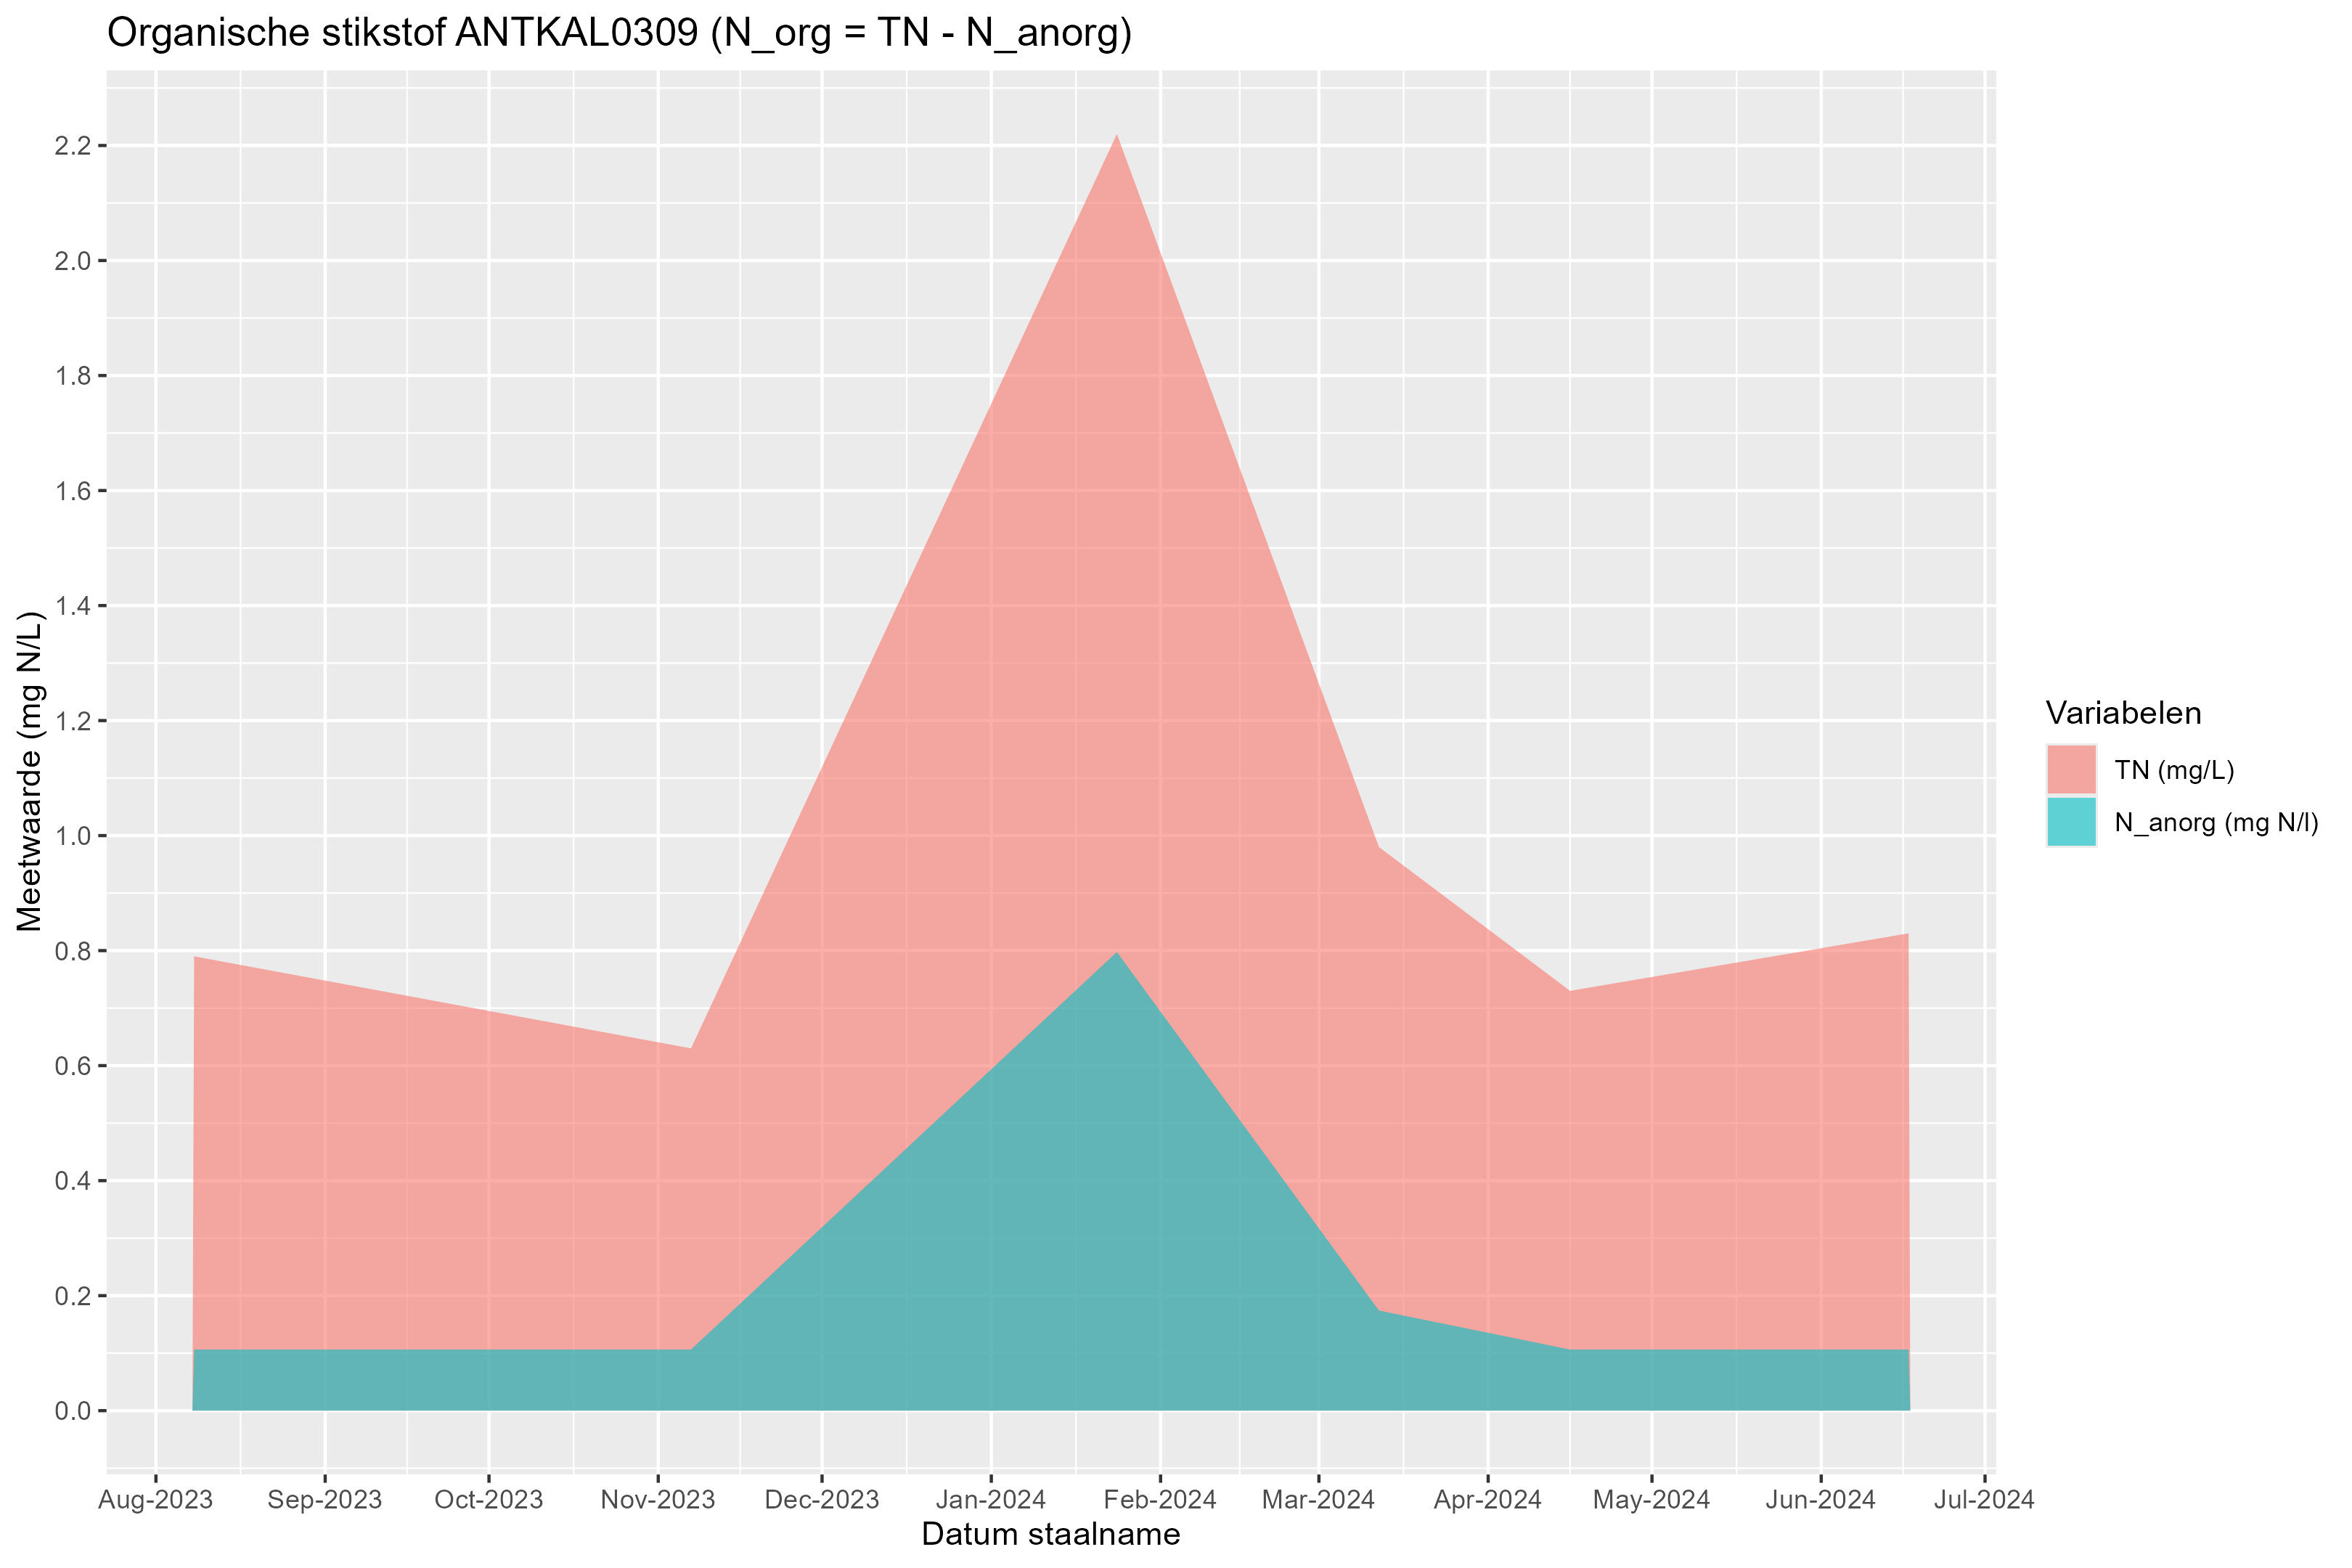 Organische stikstof ANTKAL0309 (N_org = TN - N_anorg)
Meetwaarde (mg N/L)
2.2
2.0
1.8
1.6
1.4
1.2
1.0
0.8
0.6
0.4
0.2
0.0
Aug-2023 Sep-2023 Oct-2023 Nov-2023 Dec-2023 Jan-2024 Feb-2024 Mar-2024 Apr-2024 May-2024 Jun-2024 Jul-2024
Datum staalname
Variabelen
TN (mg/L)
N_anorg (mg N/l)